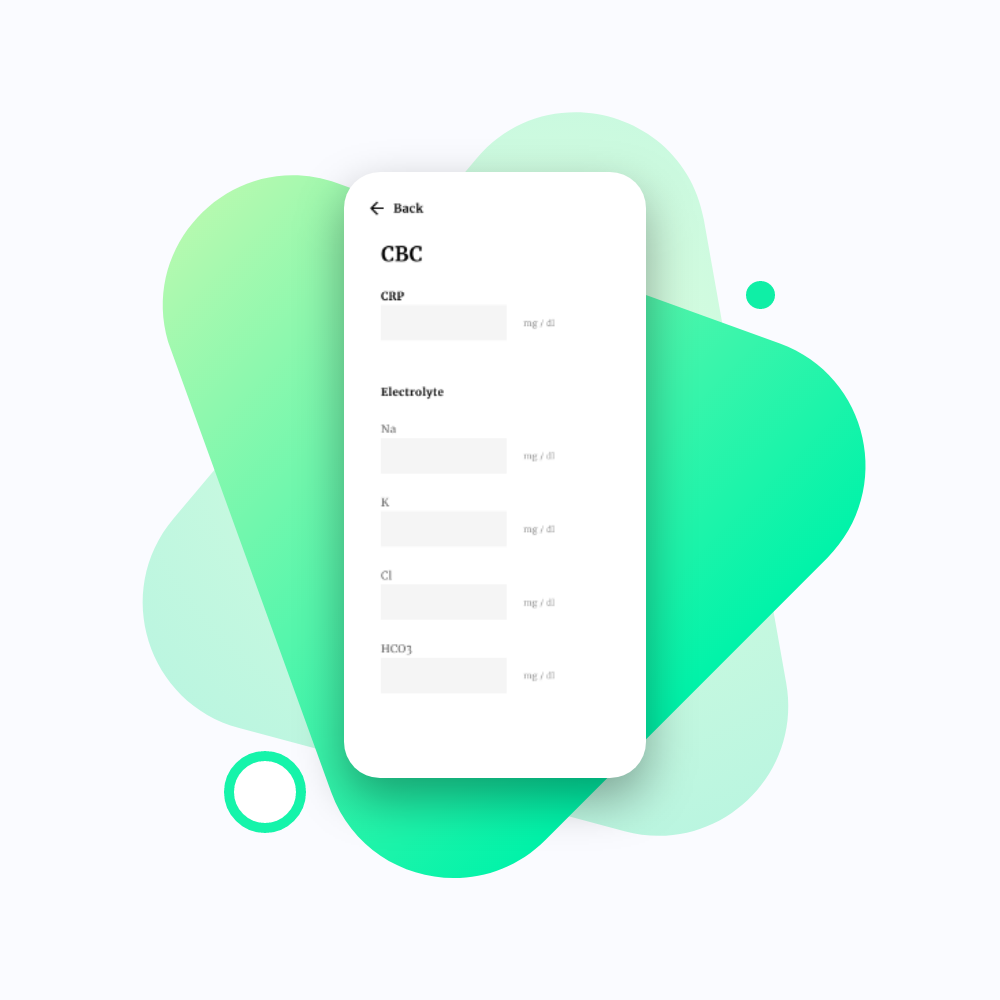 Back
CBC
CRP
mg / dl
Electrolyte
Na
mg / dl
K
mg / dl
Cl
mg / dl
HCO3
mg / dl